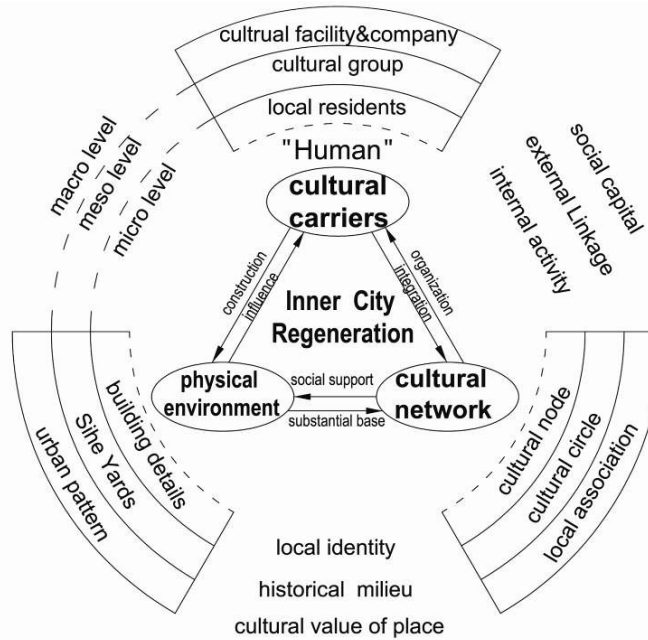 cultrual facility&company
cultural group
local residents
"Human"
cultural
carriers
macro level
meso level
micro level
social capital
external Linkage
internal activity
construction
influence
organization
integration
Inner City
Regeneration
physical
environment
social support
substantial base
cultural
network
building details
Sihe Yards
urban pattern
cultural node
cultural circle
local association
local identity
historical milieu
cultural value of place